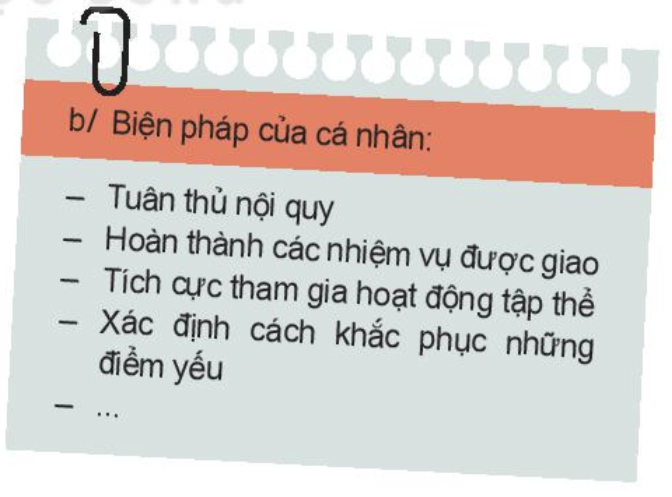 b/ Biện pháp của cá nhân:
– Tuân thủ nội quy
– Hoàn thành các nhiệm vụ được giao
– Tích cực tham gia hoạt động tập thể
– Xác định cách khắc phục những
điểm yếu
– ...